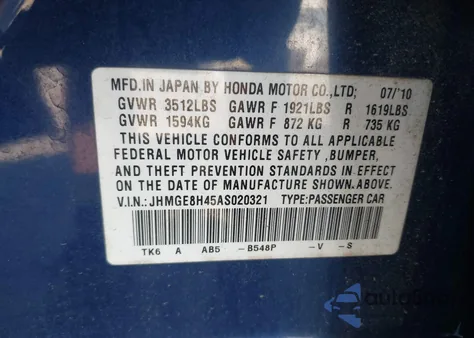 MFD.IN JAPAN BY HONDA MOTOR CO.,LTD; 07/'10
GVWR 3512LBS GAWR F 1921LBS R 1619LBS
GVWR 1594KG GAWR F 872 KG R 735 KG
THIS VEHICLE CONFORMS TO ALL APPLICABLE
FEDERAL MOTOR VEHICLE SAFETY ,BUMPER,
AND THEFT PREVENTION STANDARDS IN EFFECT
ON THE DATE OF MANUFACTURE SHOWN ABOVE.
V.I.N.: JHMGE8H45AS020321 TYPE:PASSENGER CAR
TK6 A AB5 -B548P -V -S